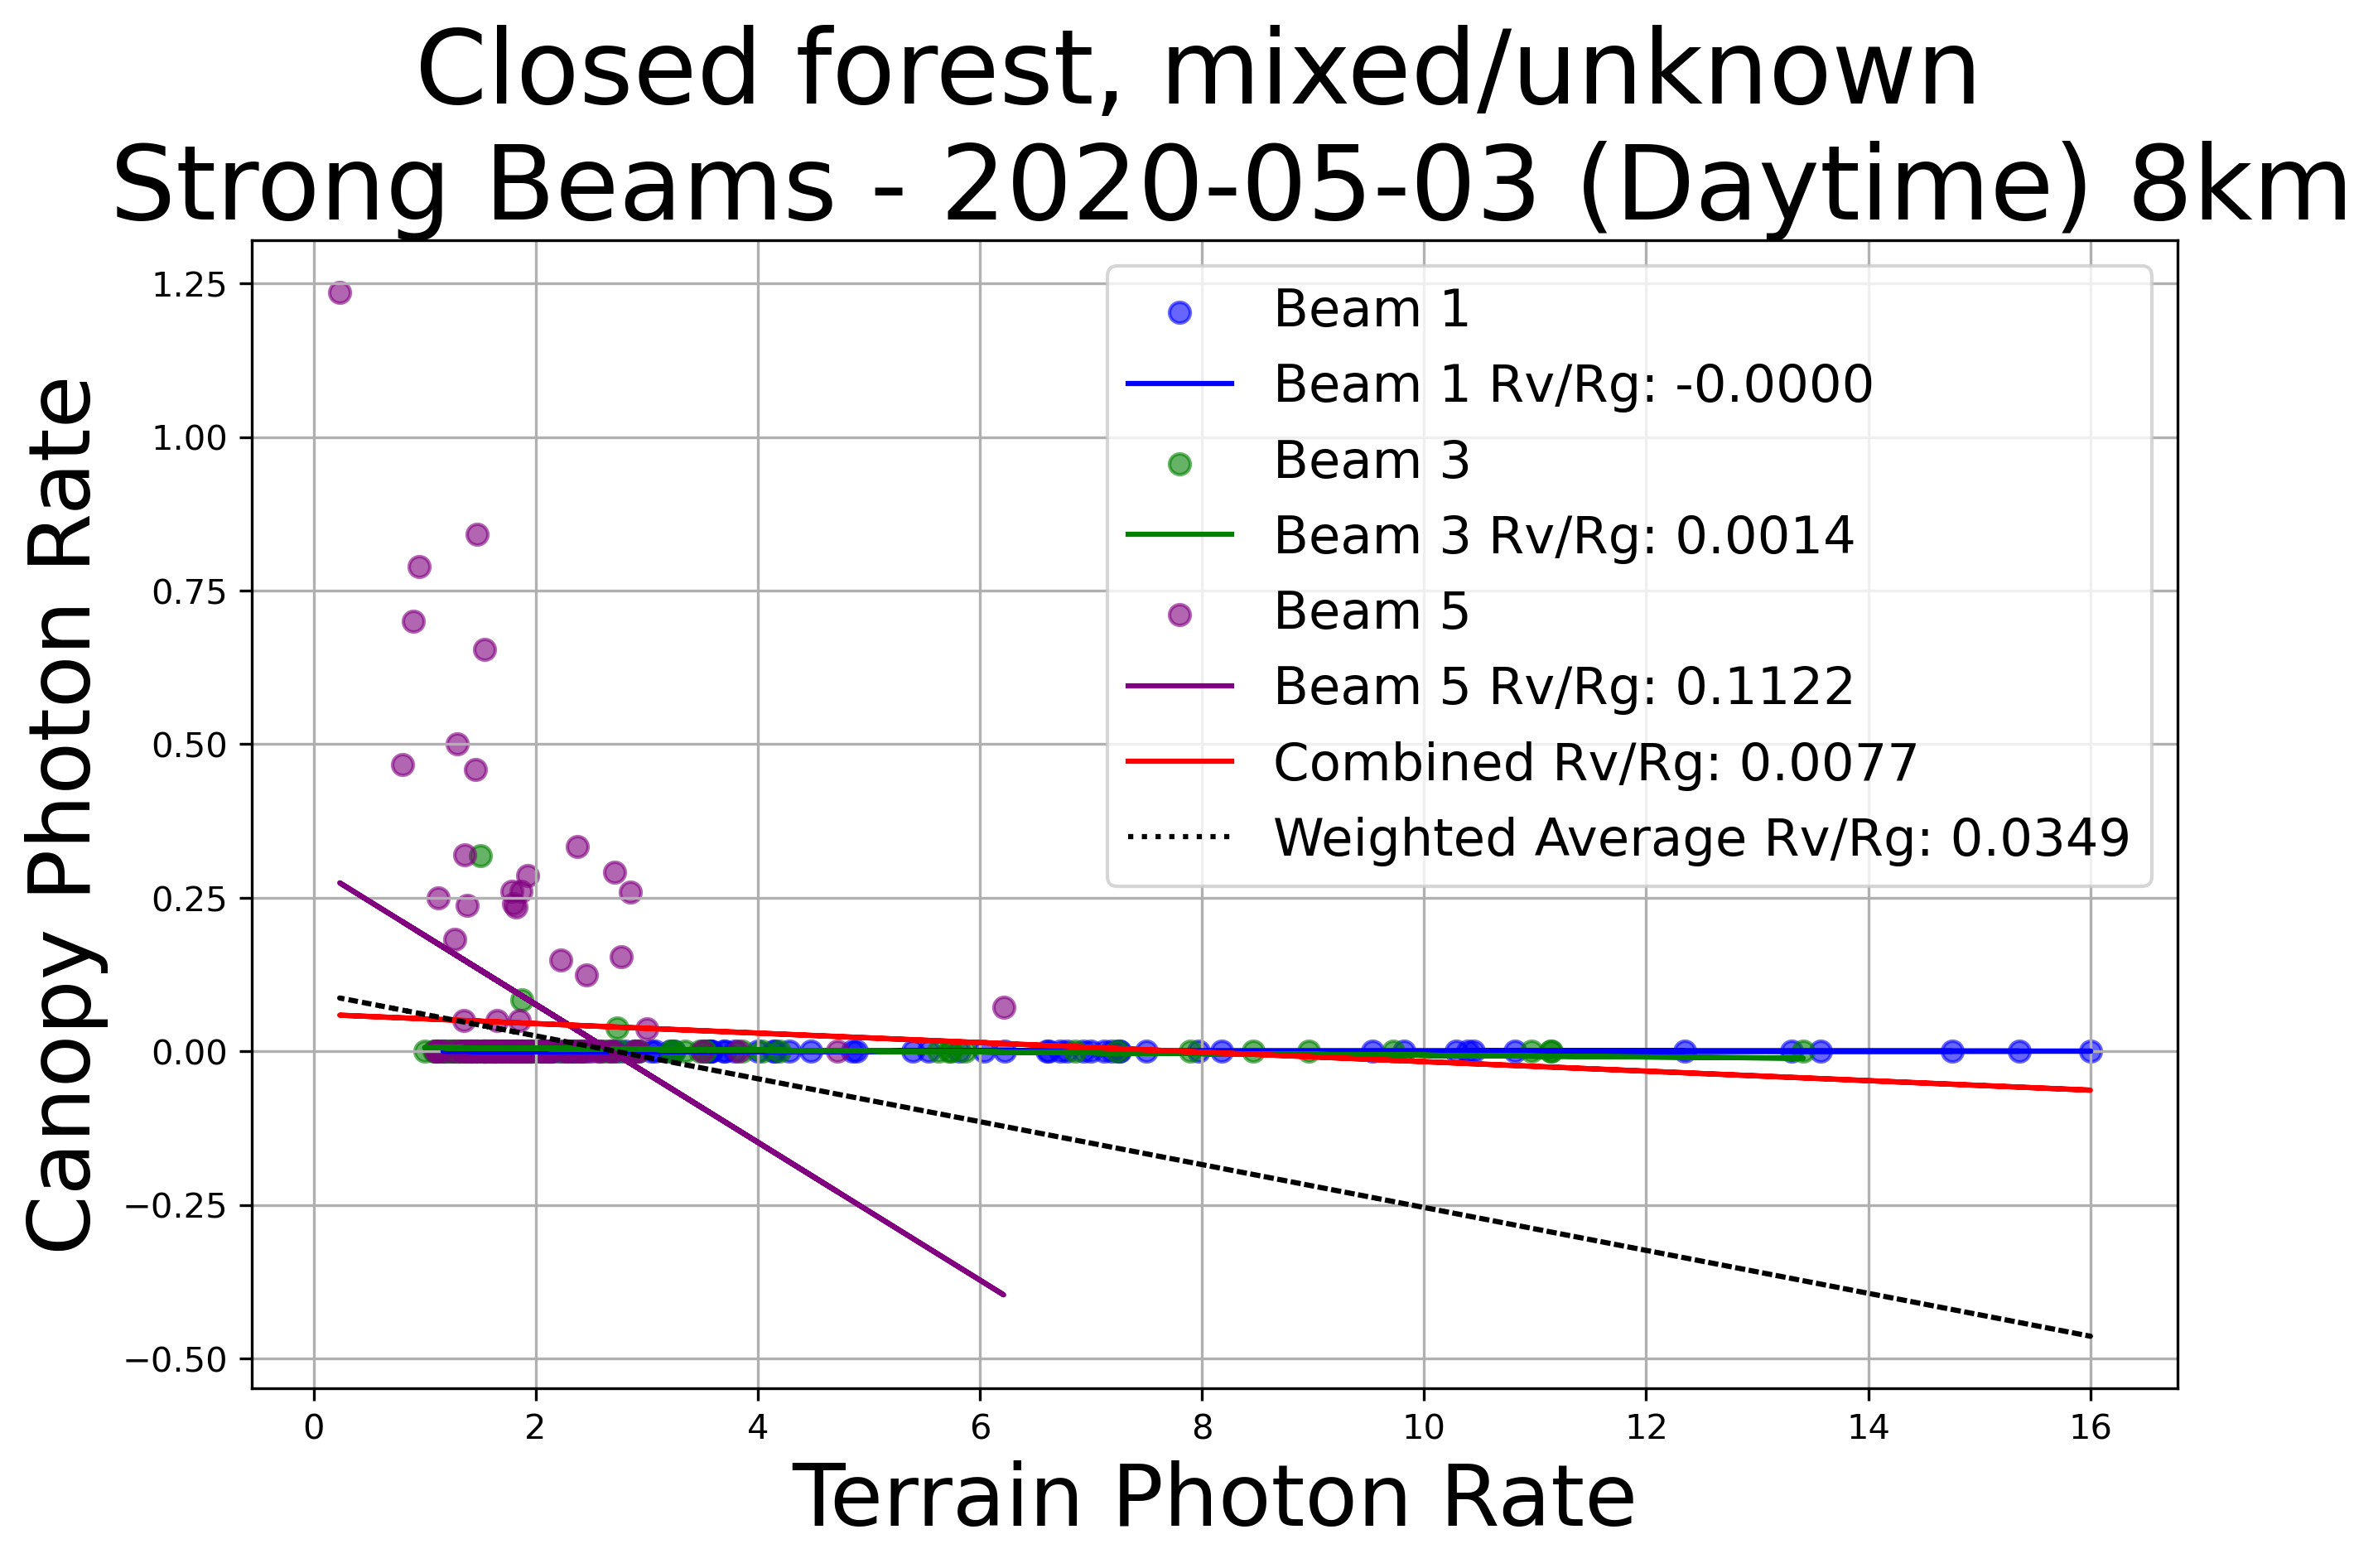 Closed forest, mixed/unknown
Strong Beams - 2020-05-03 (Daytime) 8km
Canopy Photon Rate
1.25
1.00
0.75
0.50
0.25
0.00
−0.25
−0.50
Beam 1
Beam 1 Rv/Rg: -0.0000
Beam 3
Beam 3 Rv/Rg: 0.0014
Beam 5
Beam 5 Rv/Rg: 0.1122
Combined Rv/Rg: 0.0077
Weighted Average Rv/Rg: 0.0349
0 2 4 6 8 10 12 14 16
Terrain Photon Rate